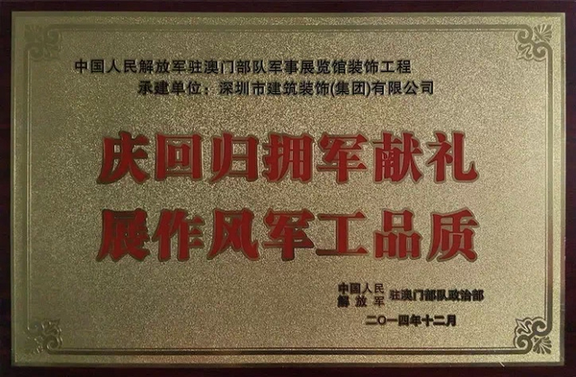 中国人民解放军驻澳门部队军事展览馆装饰工程
承建单位：深圳市建筑装饰(集团)有限公司
庆回归拥军献礼
展作风军工品质
中国人民
解放军 驻澳门部队政治部
二〇一四年十二月